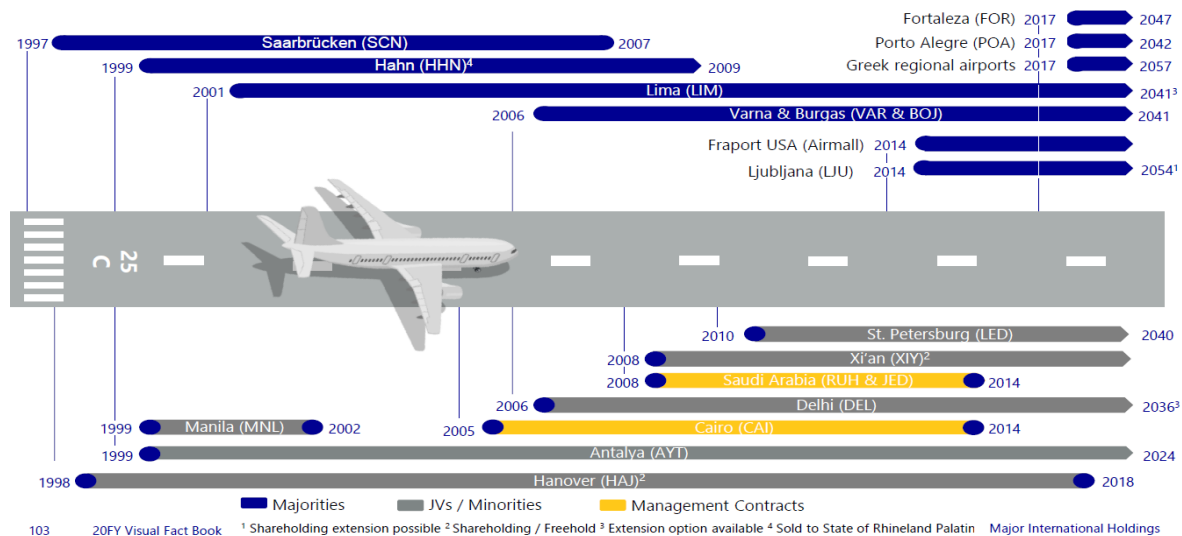 Fortaleza (FOR) 2017 2047
1997 Saarbrücken (SCN) 2007
Porto Alegre (POA) 2017 2042
1999 Hahn (HHN)⁴ 2009
Greek regional airports 2017 2057
2001 Lima (LIM) 2041³
2006 Varna & Burgas (VAR & BOJ) 2041
Fraport USA (Airmall) 2014
Ljubljana (LJU) 2014 2054¹
25
C
2010 St. Petersburg (LED) 2040
2008 Xi'an (XIY)²
2008 Saudi Arabia (RUH & JED) 2014
2006 Delhi (DEL) 2036³
1999 Manila (MNL) 2002
2005 Cairo (CAI) 2014
1999 Antalya (AYT) 2024
1998 Hanover (HAJ)² 2018
Majorities JVs / Minorities Management Contracts
103 20FY Visual Fact Book ¹ Shareholding extension possible ² Shareholding / Freehold ³ Extension option available ⁴ Sold to State of Rhineland Palatin Major International Holdings